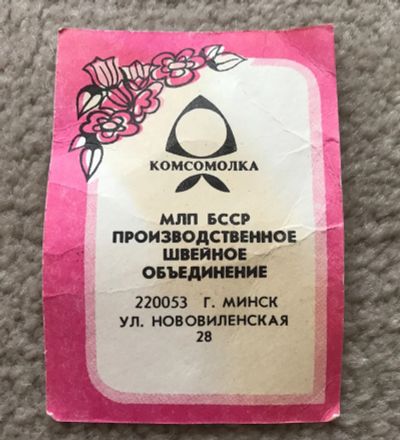 КОМСОМОЛКА
МЛП БССР
ПРОИЗВОДСТВЕННОЕ
ШВЕЙНОЕ
ОБЪЕДИНЕНИЕ
220053 Г. МИНСК
УЛ. НОВОВИЛЕНСКАЯ
28